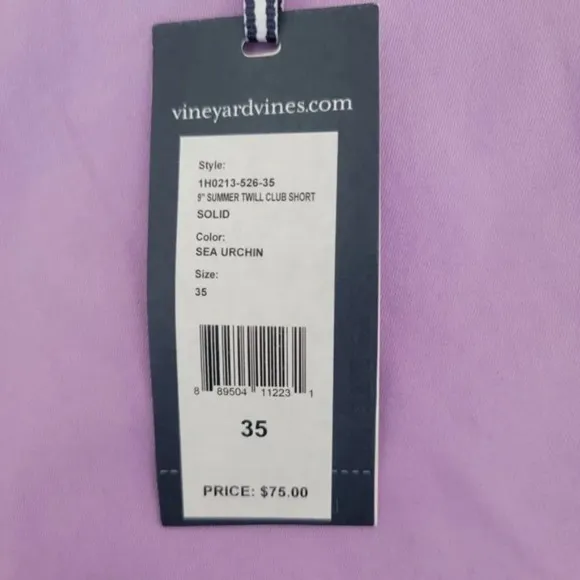 vineyardvines.com
Style:
1H0213-526-35
9" SUMMER TWILL CLUB SHORT
SOLID
Color:
SEA URCHIN
Size:
35
8 89504 11223 1
35
PRICE: $75.00